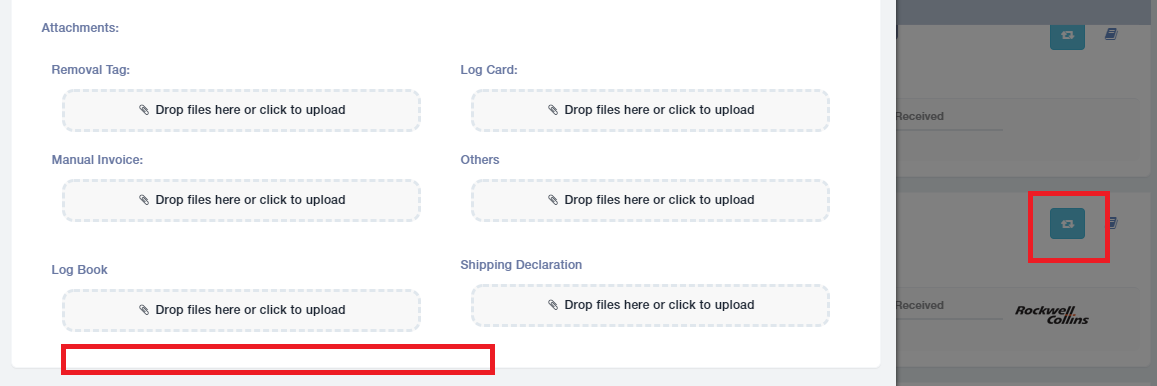 Attachments:
Removal Tag:
Log Card:
Drop files here or click to upload
Drop files here or click to upload
Received
Manual Invoice:
Others
Drop files here or click to upload
Drop files here or click to upload
Log Book
Shipping Declaration
Drop files here or click to upload
Drop files here or click to upload
Received
Rockwell
Collins